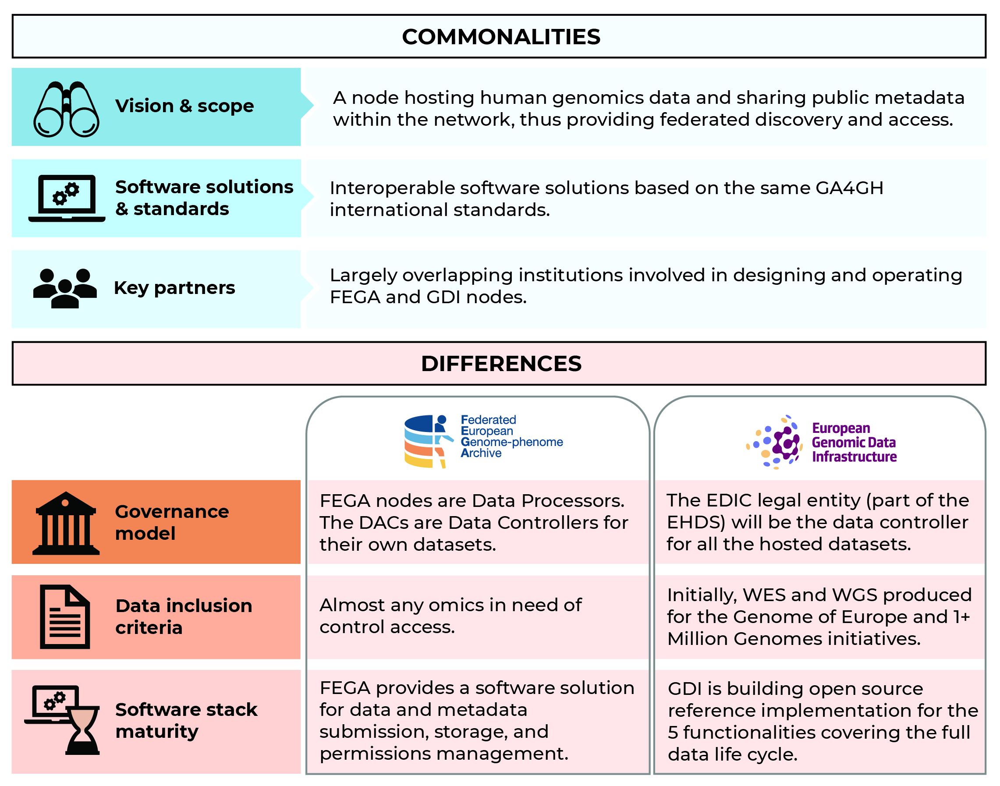 COMMONALITIES
Vision & scope
A node hosting human genomics data and sharing public metadata
within the network, thus providing federated discovery and access.
Software solutions
& standards
Interoperable software solutions based on the same GA4GH
international standards.
Key partners
Largely overlapping institutions involved in designing and operating
FEGA and GDI nodes.
DIFFERENCES
Federated
European
Genome-phenome
Archive
European
Genomic Data
Infrastructure
Governance
model
FEGA nodes are Data Processors.
The DACs are Data Controllers for
their own datasets.
The EDIC legal entity (part of the
EHDS) will be the data controller
for all the hosted datasets.
Data inclusion
criteria
Almost any omics in need of
control access.
Initially, WES and WGS produced
for the Genome of Europe and 1+
Million Genomes initiatives.
Software stack
maturity
FEGA provides a software solution
for data and metadata
submission, storage, and
permissions management.
GDI is building open source
reference implementation for the
5 functionalities covering the full
data life cycle.